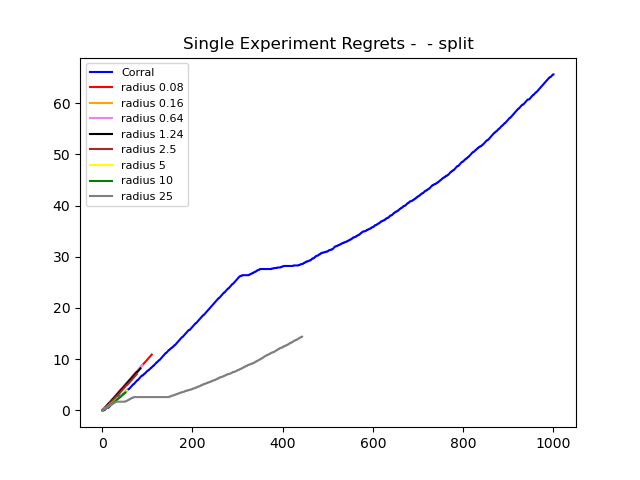 Single Experiment Regrets -  - split
Corral
radius 0.08
radius 0.16
radius 0.64
radius 1.24
radius 2.5
radius 5
radius 10
radius 25
60
50
40
30
20
10
0
0 200 400 600 800 1000